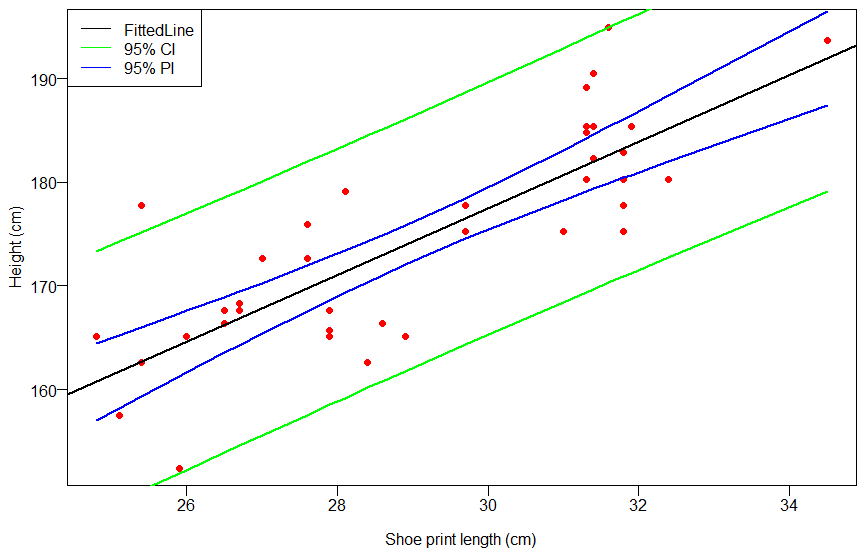 FittedLine
95% CI
95% PI
190
180
170
160
Height (cm)
26 28 30 32 34
Shoe print length (cm)